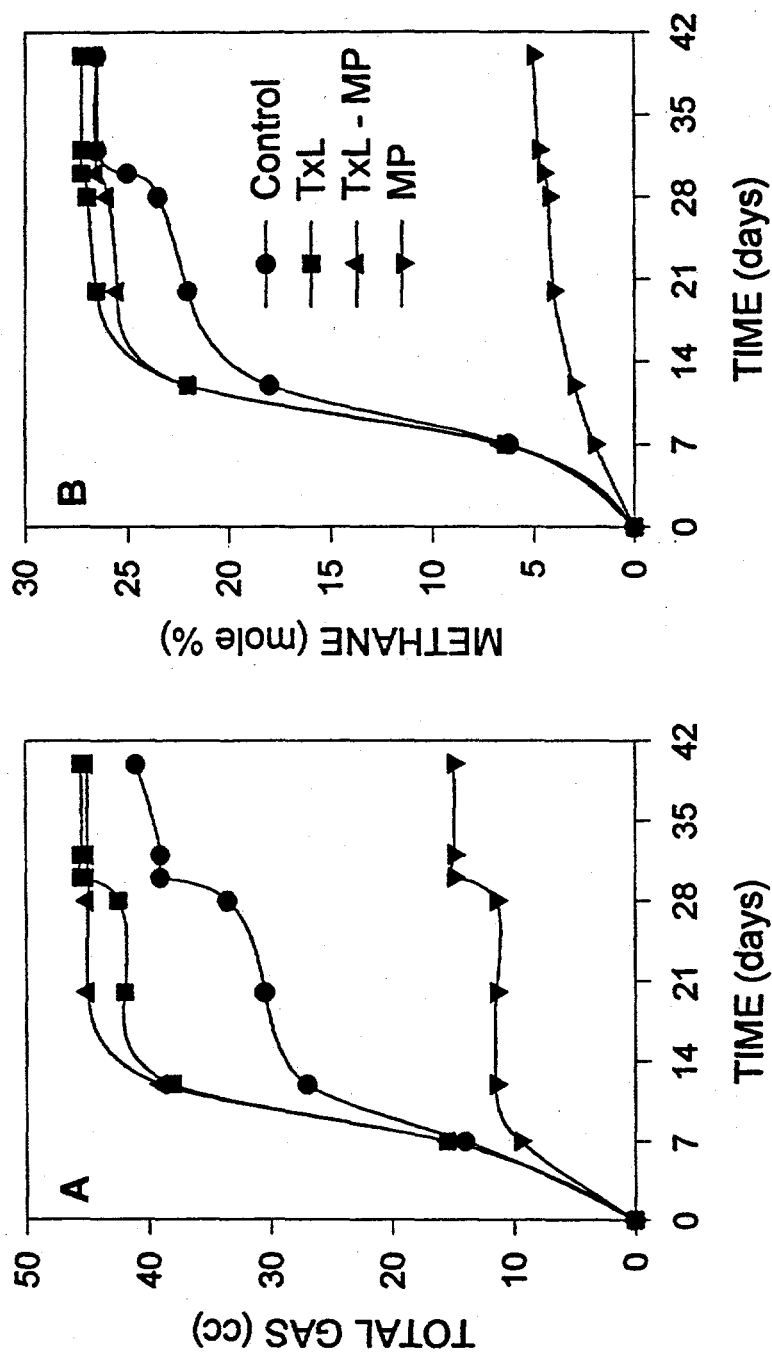 A
TOTAL GAS (cc)
50
40
30
20
10
0
0 7 14 21 28 35 42
TIME (days)
B
METHANE (mole %)
30
25
20
15
10
5
0
Control
TxL
TxL - MP
MP
0 7 14 21 28 35 42
TIME (days)